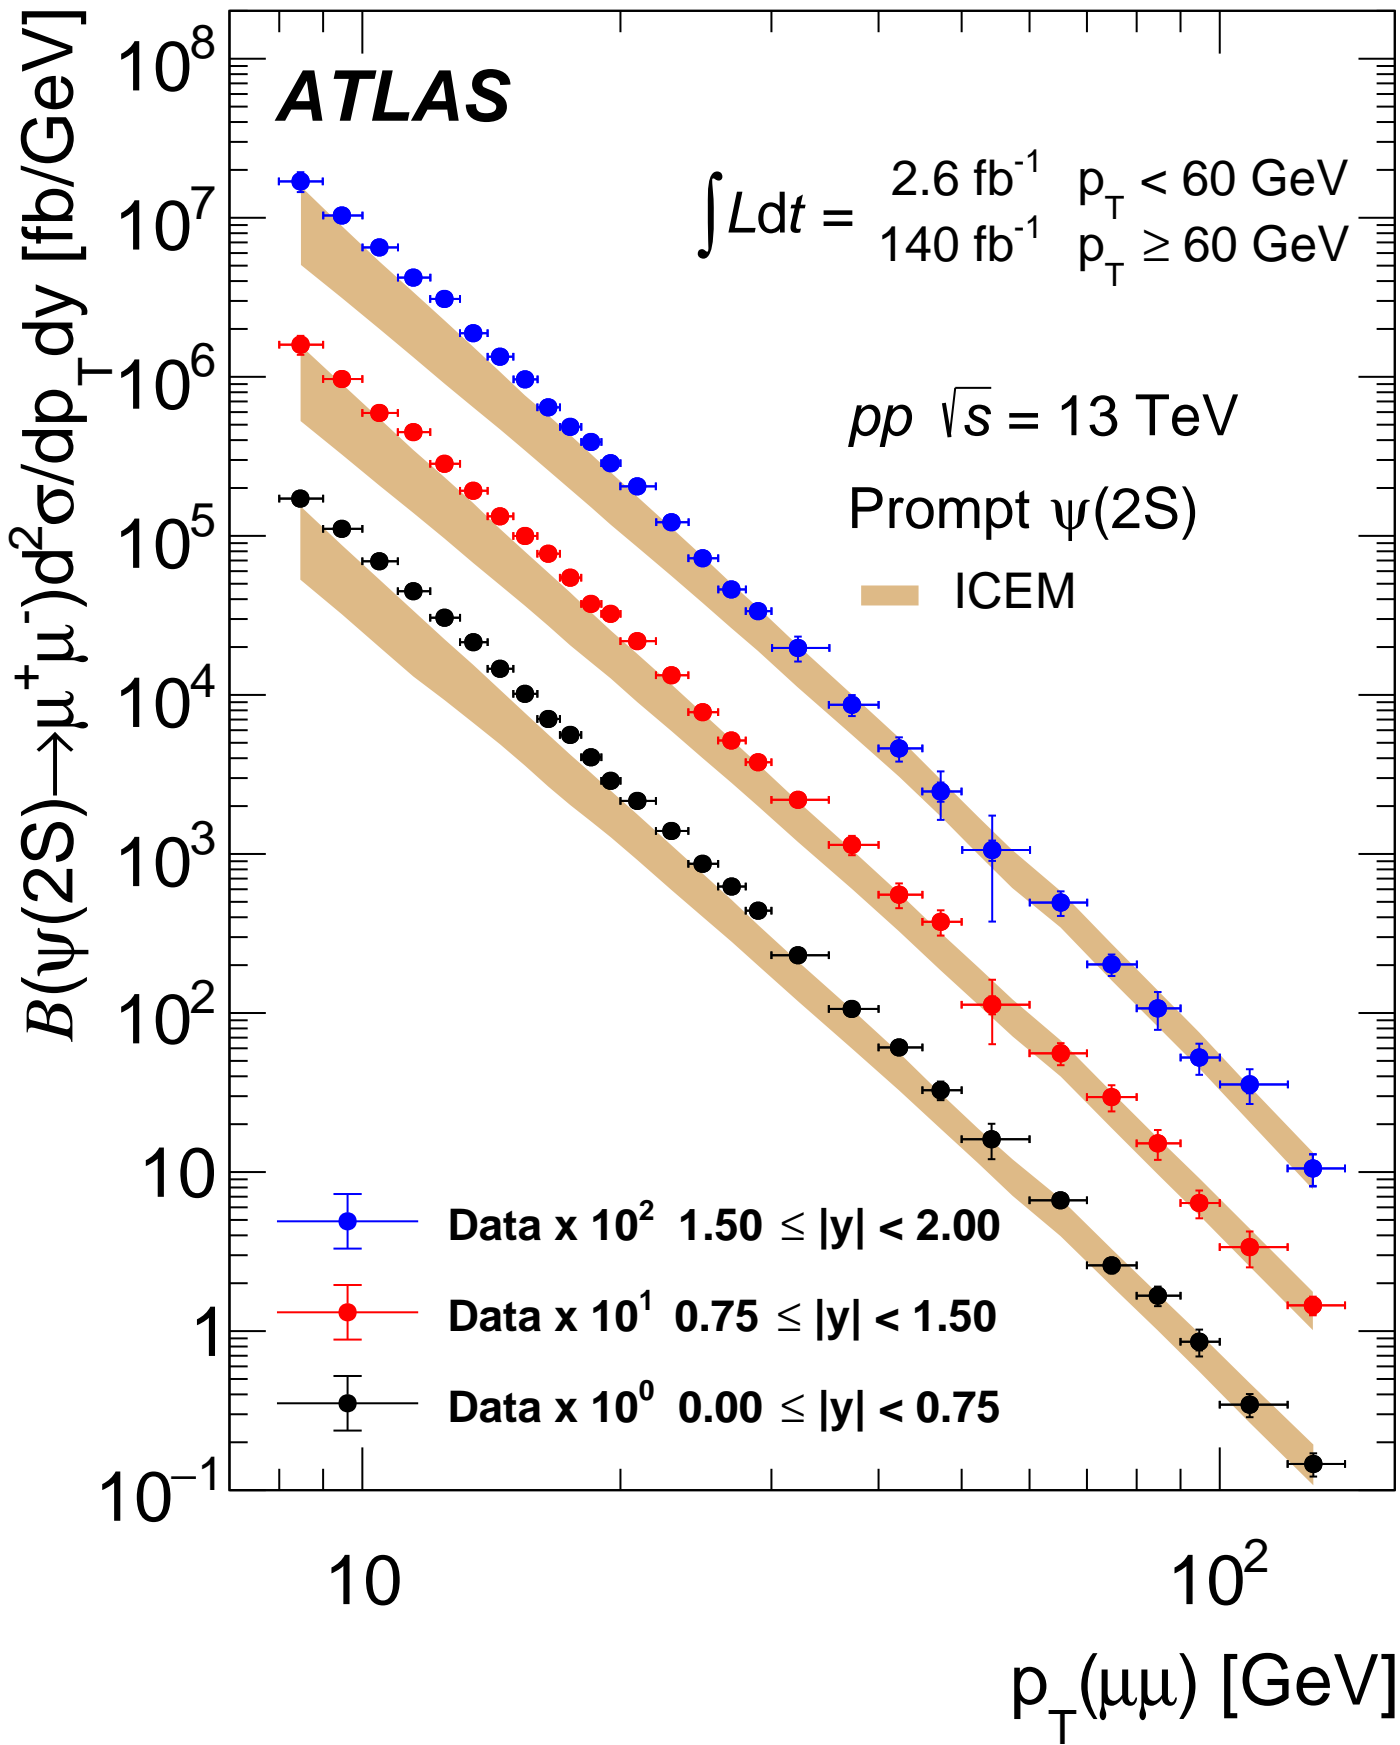 B(ψ(2S)→μ⁺μ⁻)d²σ/dp_T dy [fb/GeV]
10⁸
10⁷
10⁶
10⁵
10⁴
10³
10²
10
1
10⁻¹
ATLAS
∫Ldt =
2.6 fb⁻¹ p_T < 60 GeV
140 fb⁻¹ p_T ≥ 60 GeV
pp √s = 13 TeV
Prompt ψ(2S)
ICEM
Data x 10² 1.50 ≤ |y| < 2.00
Data x 10¹ 0.75 ≤ |y| < 1.50
Data x 10⁰ 0.00 ≤ |y| < 0.75
10 10²
p_T(μμ) [GeV]